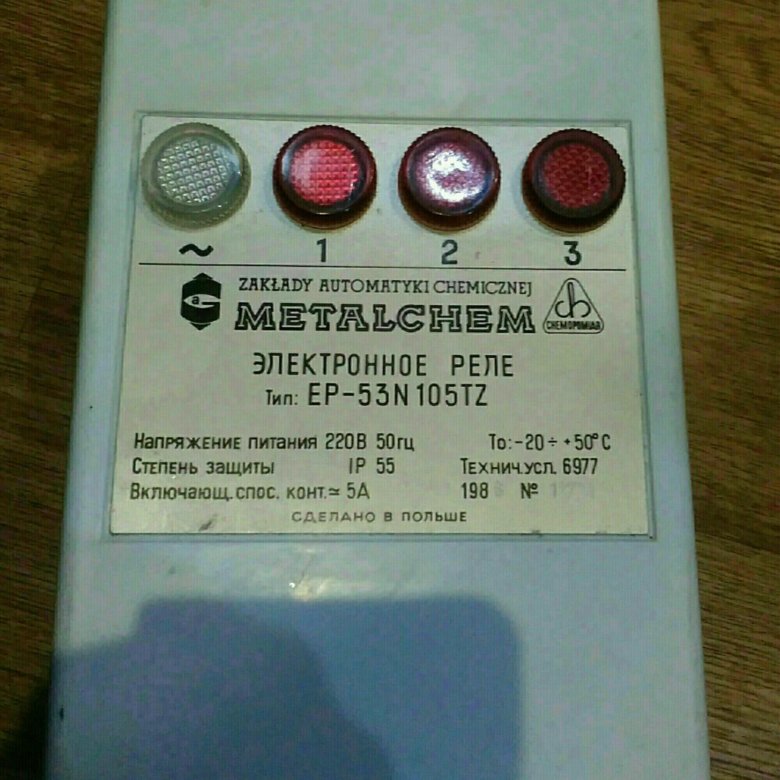 ~ 1 2 3
ZAKŁADY AUTOMATYKI CHEMICZNEJ
METALCHEM
CHEMOPOMIAR
ЭЛЕКТРОННОЕ РЕЛЕ
Тип: EP-53N105TZ
Напряжение питания 220В 50гц То:-20÷+50°C
Степень защиты IP 55 Технич.усл. 6977
Включающ.спос. конт.≃ 5А 198 №
СДЕЛАНО В ПОЛЬШЕ